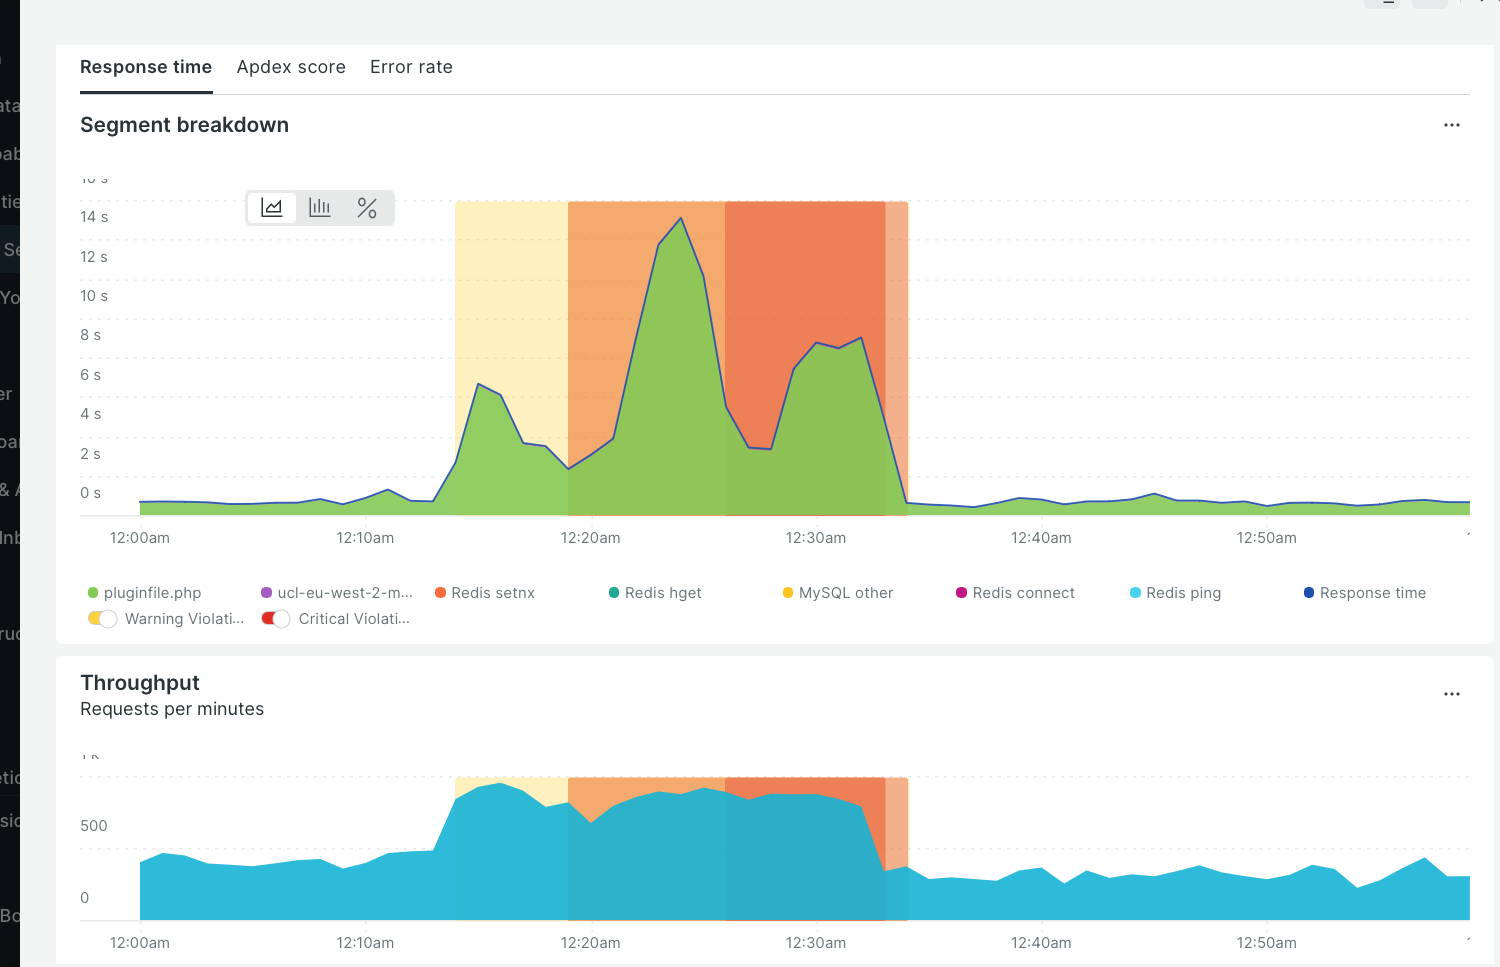 Response time Apdex score Error rate
Segment breakdown
14 s
12 s
10 s
8 s
6 s
4 s
2 s
0 s
12:00am 12:10am 12:20am 12:30am 12:40am 12:50am
pluginfile.php ucl-eu-west-2-m... Redis setnx Redis hget MySQL other Redis connect Redis ping Response time
Warning Violati... Critical Violati...
Throughput
Requests per minutes
500
0
12:00am 12:10am 12:20am 12:30am 12:40am 12:50am